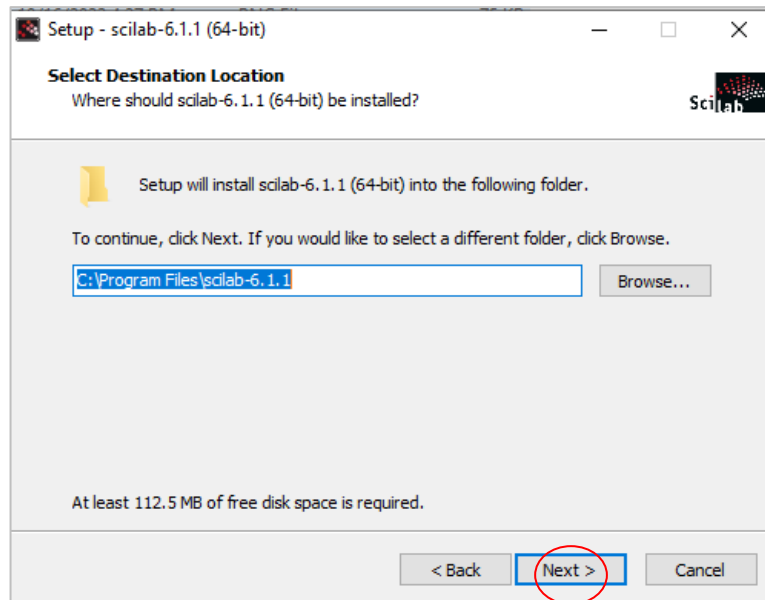 Setup - scilab-6.1.1 (64-bit)
Select Destination Location
Where should scilab-6.1.1 (64-bit) be installed?
Scilab
Setup will install scilab-6.1.1 (64-bit) into the following folder.
To continue, click Next. If you would like to select a different folder, click Browse.
C:\Program Files\scilab-6.1.1
Browse...
At least 112.5 MB of free disk space is required.
< Back
Next >
Cancel